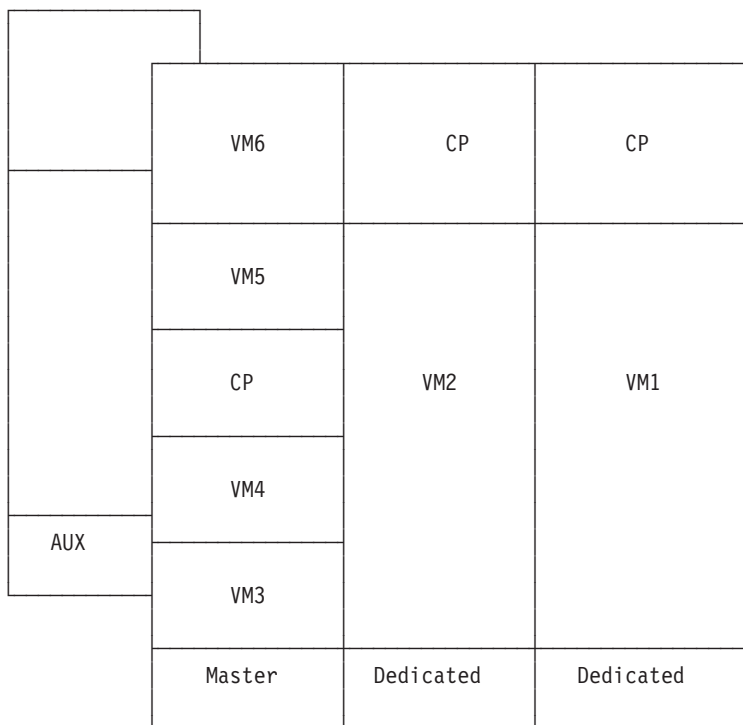 VM6 CP CP
VM5
CP VM2 VM1
VM4
AUX
VM3
Master Dedicated Dedicated